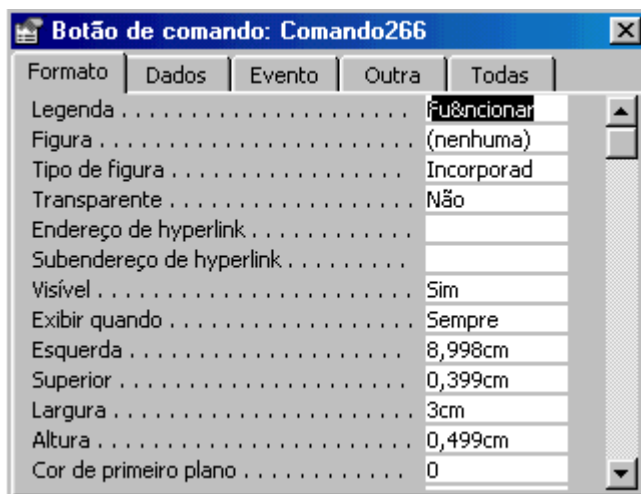 Botão de comando: Comando266
Formato Dados Evento Outra Todas
Legenda . . . . . . . . . . . . . . . . . . . . . . Fu&ncionar
Figura . . . . . . . . . . . . . . . . . . . . . . . . (nenhuma)
Tipo de figura . . . . . . . . . . . . . . . . . Incorporad
Transparente . . . . . . . . . . . . . . . . . . Não
Endereço de hyperlink . . . . . . . . . . . .
Subendereço de hyperlink . . . . . . . . .
Visível . . . . . . . . . . . . . . . . . . . . . . . . Sim
Exibir quando . . . . . . . . . . . . . . . . . . Sempre
Esquerda . . . . . . . . . . . . . . . . . . . . . 8,998cm
Superior . . . . . . . . . . . . . . . . . . . . . . 0,399cm
Largura . . . . . . . . . . . . . . . . . . . . . . . 3cm
Altura . . . . . . . . . . . . . . . . . . . . . . . . 0,499cm
Cor de primeiro plano . . . . . . . . . . . . 0